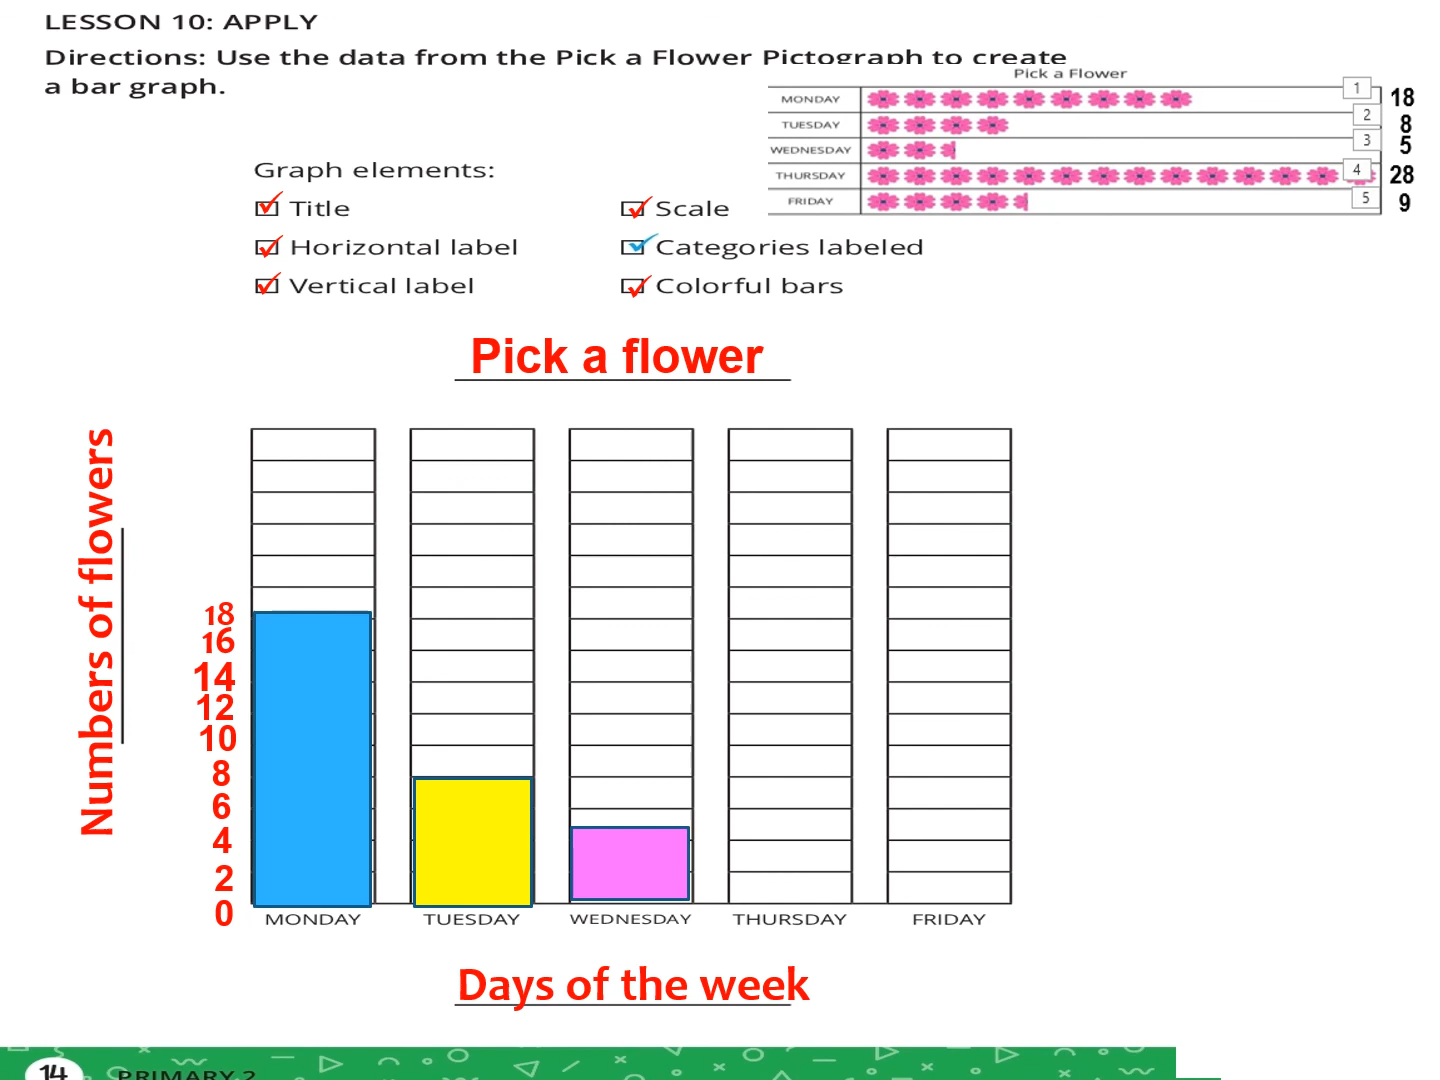 LESSON 10: APPLY
Directions: Use the data from the Pick a Flower Pictograph to create
a bar graph.
Pick a Flower
MONDAY 1 18
TUESDAY 2 8
WEDNESDAY 3 5
THURSDAY 4 28
FRIDAY 5 9
Graph elements:
Title Scale
Horizontal label Categories labeled
Vertical label Colorful bars
Pick a flower
Numbers of flowers
18
16
14
12
10
8
6
4
2
0
MONDAY TUESDAY WEDNESDAY THURSDAY FRIDAY
Days of the week
14 PRIMARY 2